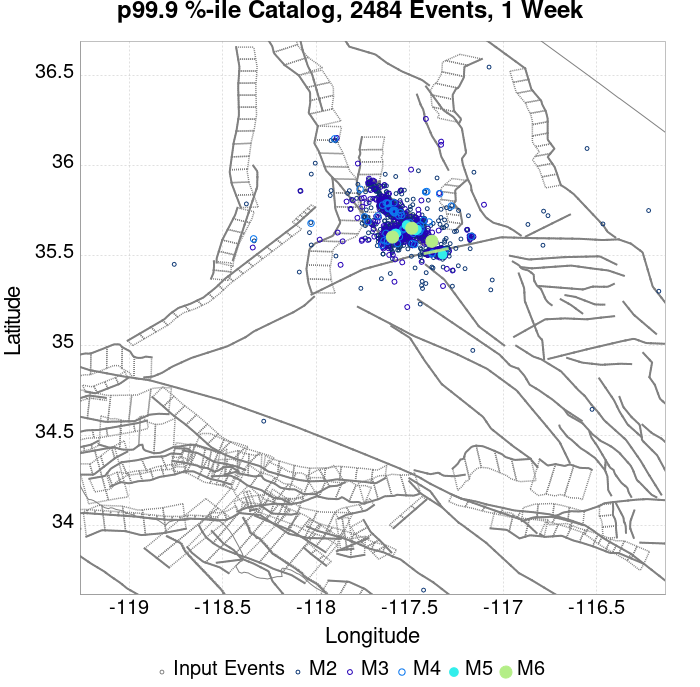 p99.9 %-ile Catalog, 2484 Events, 1 Week
36.5
36
35.5
35
34.5
34
Latitude
-119 -118.5 -118 -117.5 -117 -116.5
Longitude
Input Events M2 M3 M4 M5 M6